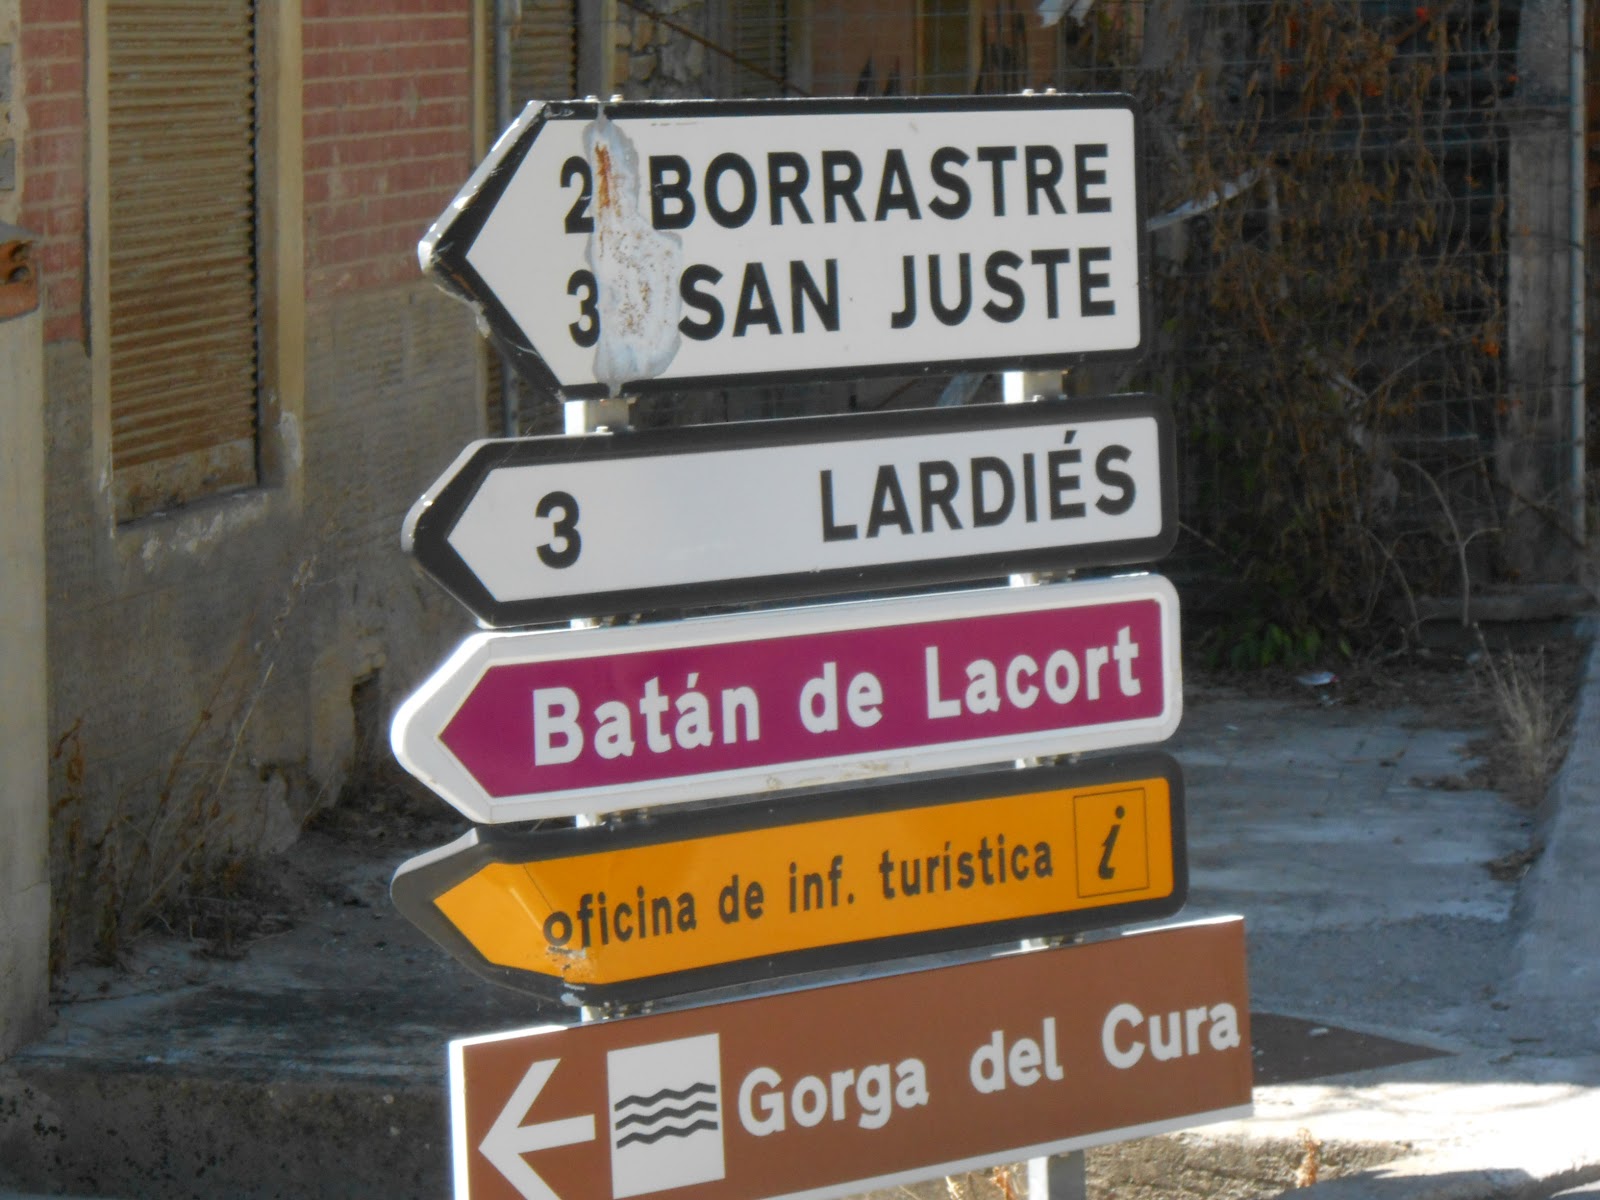 2 BORRASTRE
3 SAN JUSTE
3 LARDIÉS
Batán de Lacort
oficina de inf. turística i
Gorga del Cura